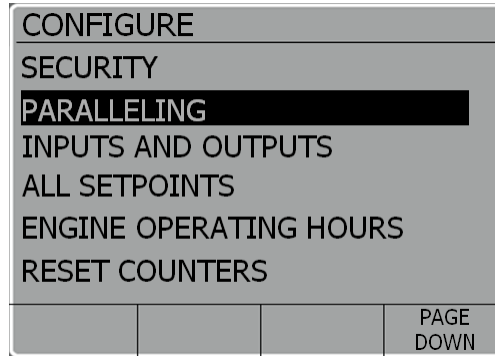 CONFIGURE
SECURITY
PARALLELING
INPUTS AND OUTPUTS
ALL SETPOINTS
ENGINE OPERATING HOURS
RESET COUNTERS
PAGE
DOWN